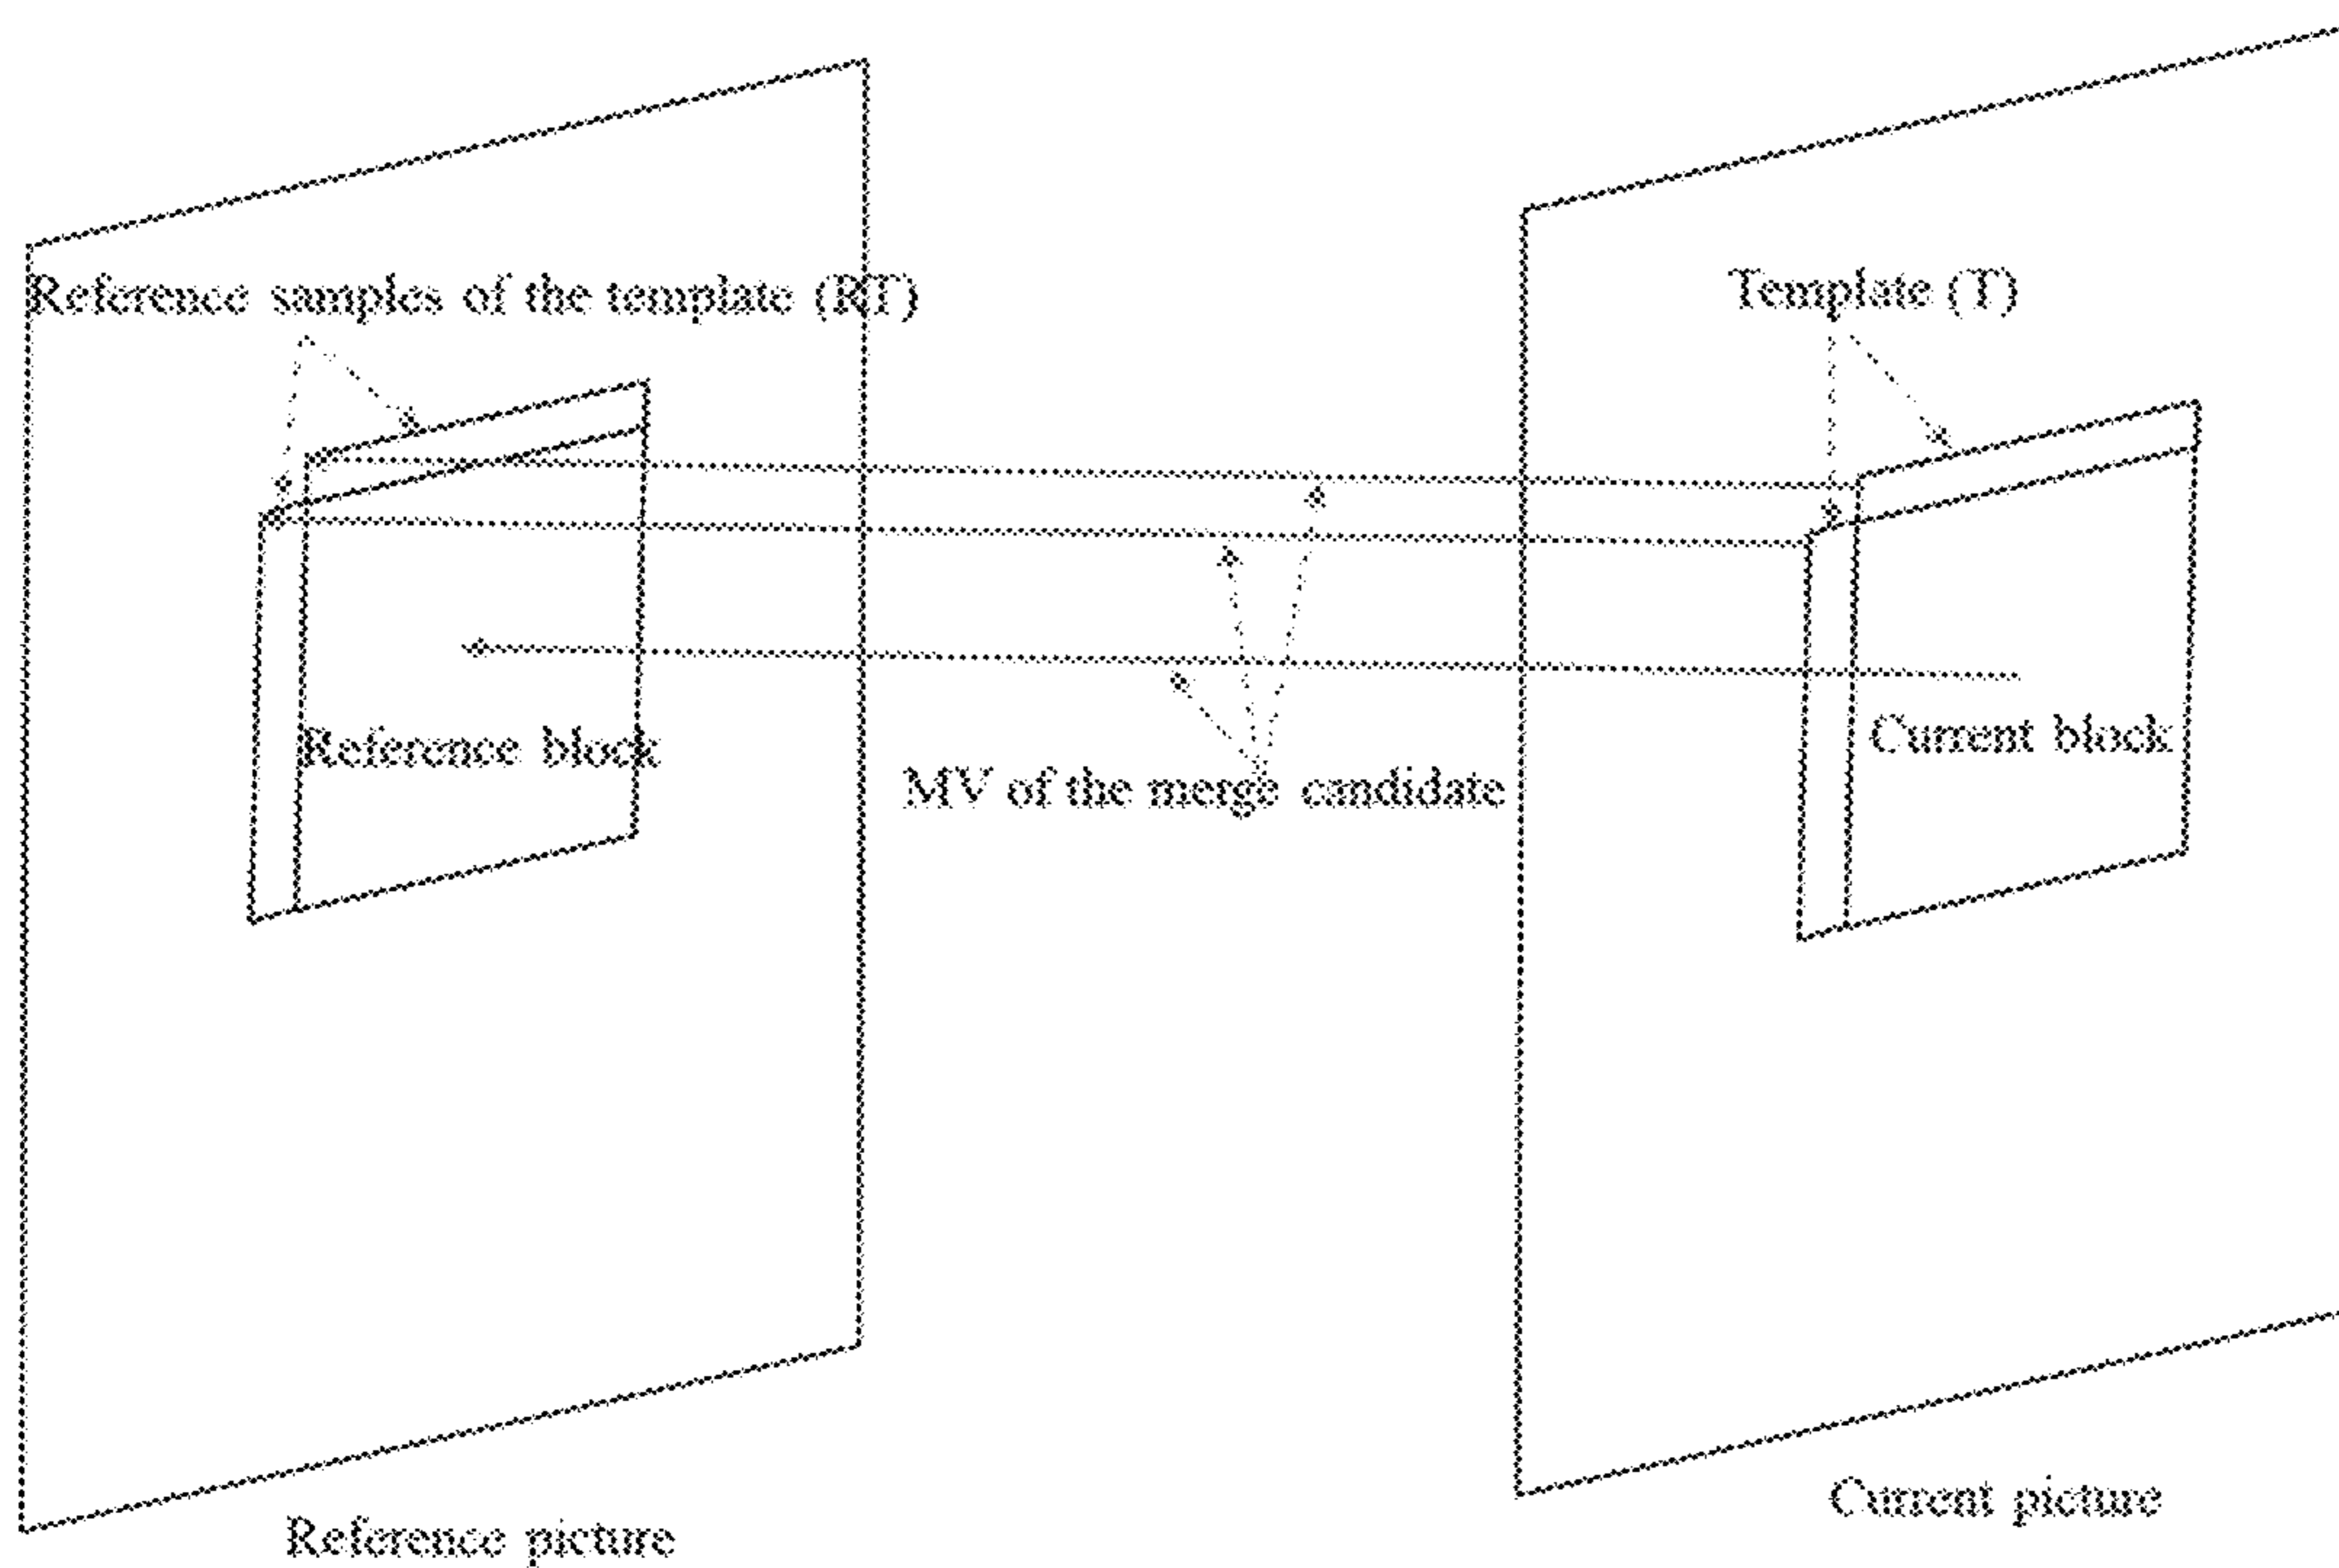 Reference samples of the template (RT)
Template (T)
Reference block
Current block
MV of the merge candidate
Current picture
Reference picture